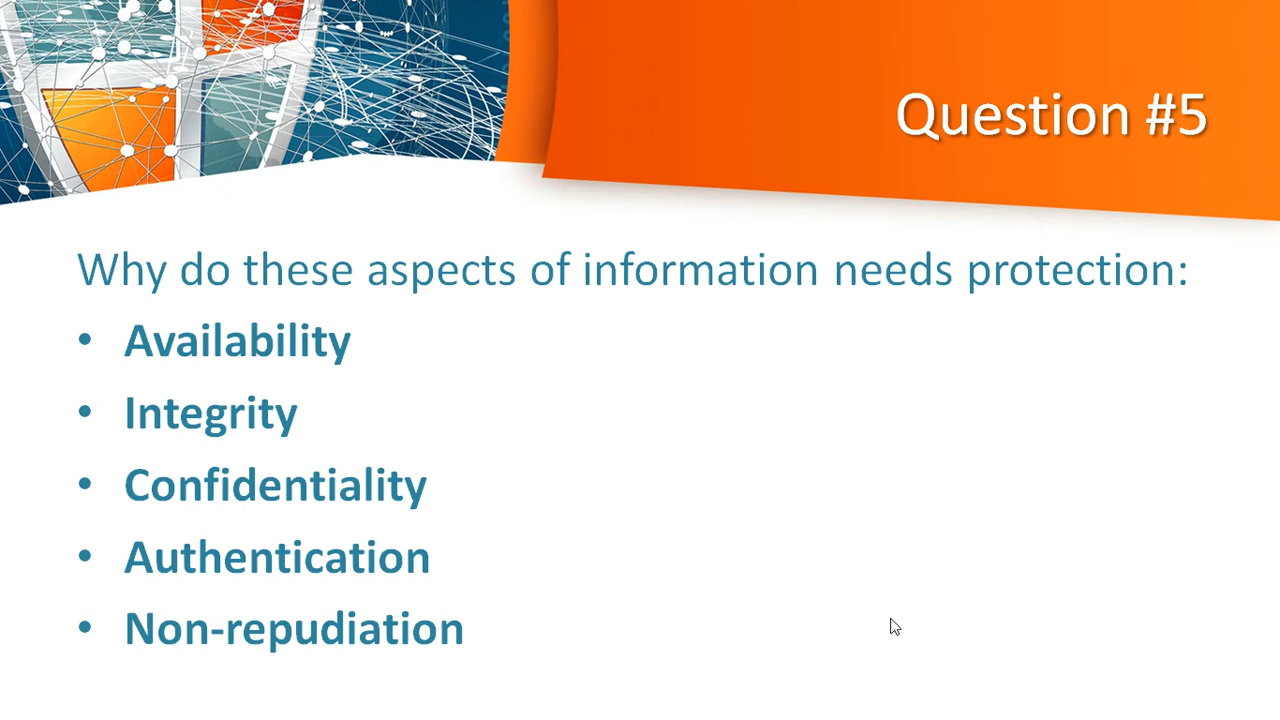 Question #5
Why do these aspects of information needs protection:
• Availability
• Integrity
• Confidentiality
• Authentication
• Non-repudiation